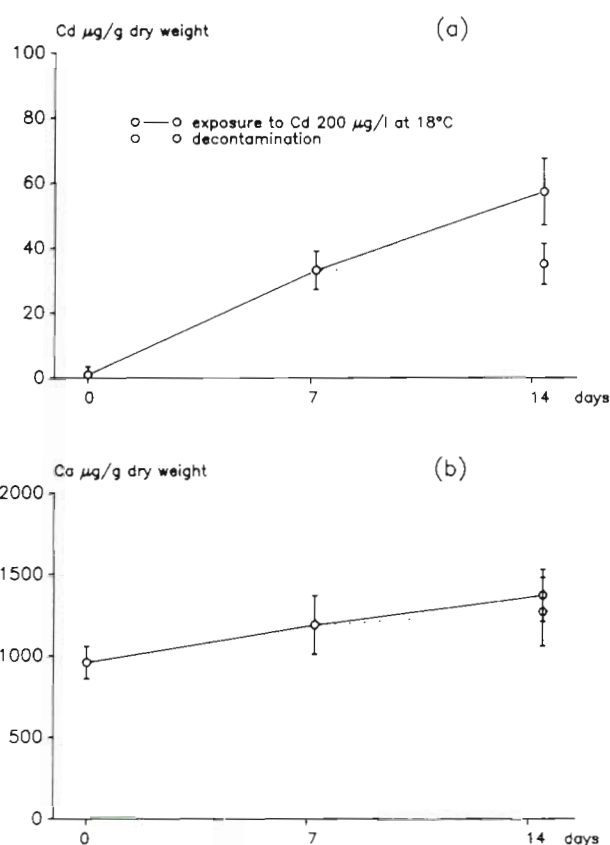 Cd µg/g dry weight
(a)
100
80
60
40
20
0
exposure to Cd 200 µg/l at 18°C
decontamination
0 7 14 days
Ca µg/g dry weight
(b)
2000
1500
1000
500
0
0 7 14 days